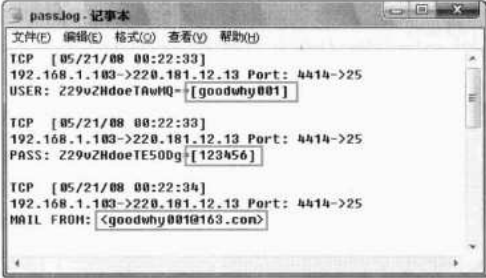 pass.log - 记事本
文件(F) 编辑(E) 格式(O) 查看(V) 帮助(H)
TCP [05/21/08 00:22:33]
192.168.1.103->220.181.12.13 Port: 4414->25
USER: Z29vZHdoeTAwMQ==[goodwhy001]
TCP [05/21/08 00:22:33]
192.168.1.103->220.181.12.13 Port: 4414->25
PASS: Z29vZHdoeTE5ODg=[123456]
TCP [05/21/08 00:22:34]
192.168.1.103->220.181.12.13 Port: 4414->25
MAIL FROM: <goodwhy001@163.com>